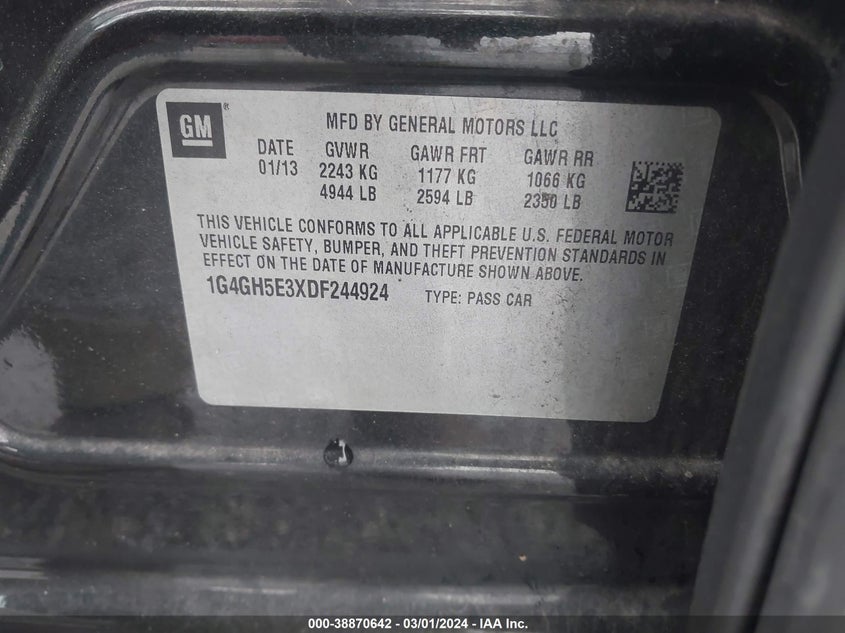 GM ®
MFD BY GENERAL MOTORS LLC
DATE GVWR GAWR FRT GAWR RR
01/13 2243 KG 1177 KG 1066 KG
4944 LB 2594 LB 2350 LB
THIS VEHICLE CONFORMS TO ALL APPLICABLE U.S. FEDERAL MOTOR
VEHICLE SAFETY, BUMPER, AND THEFT PREVENTION STANDARDS IN
EFFECT ON THE DATE OF MANUFACTURE SHOWN ABOVE.
1G4GH5E3XDF244924 TYPE: PASS CAR
000-38870642 - 03/01/2024 - IAA Inc.